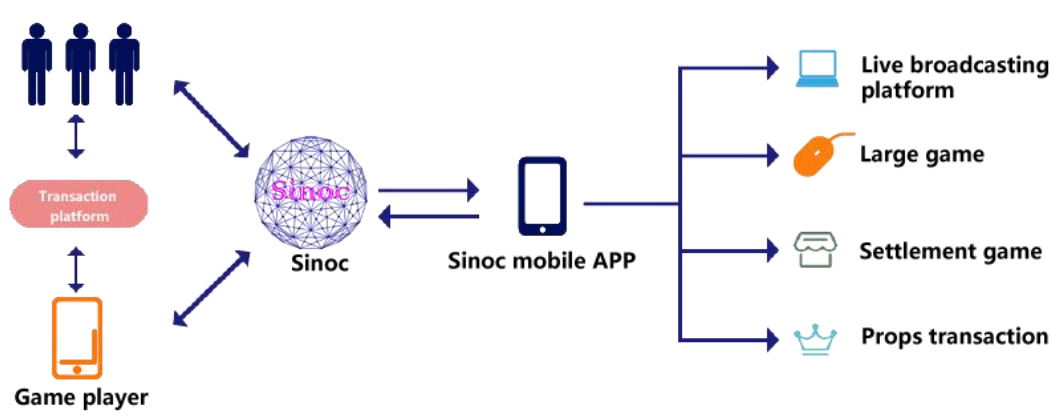 Transaction
platform
Game player
Sinoc
Sinoc
Sinoc mobile APP
Live broadcasting
platform
Large game
Settlement game
Props transaction